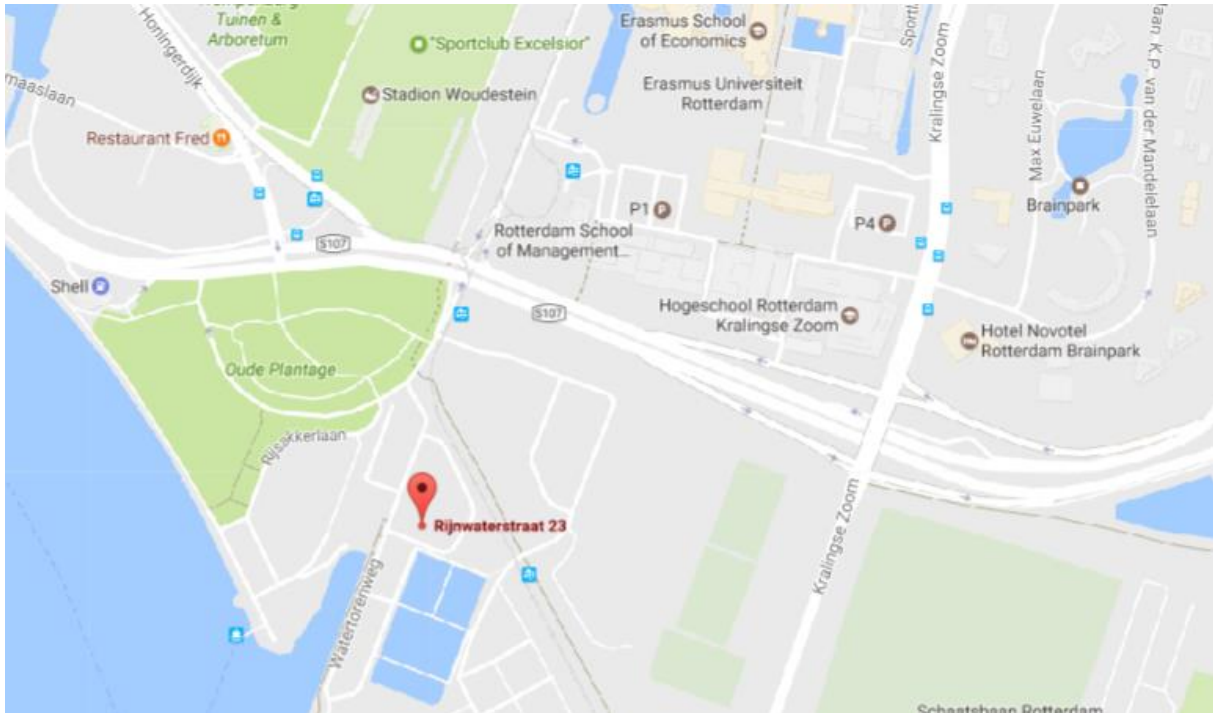 Tuinen &
Arboretum
Honingerdijk
"Sportclub Excelsior"
Erasmus School
of Economics
Stadion Woudestein
Erasmus Universiteit
Rotterdam
Kralingse Zoom
Max Euwelaan
K.P. van der Mandelelaan
maaslaan
Restaurant Fred
P1 P
P4 P
Brainpark
Rotterdam School
of Management...
S107
Shell
S107
Hogeschool Rotterdam
Kralingse Zoom
Hotel Novotel
Rotterdam Brainpark
Oude Plantage
Rijsakkerlaan
Rijnwaterstraat 23
Kralingse Zoom
Watertorenweg
Schaatsbaan Rotterdam